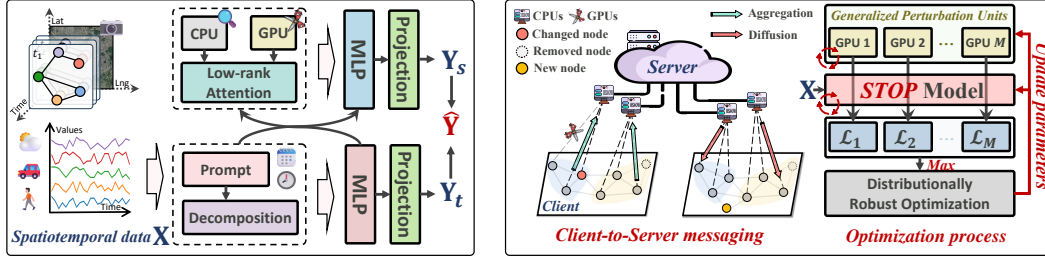 Lat
t1
Lng
Time
Values
Time
Spatiotemporal data X
CPU
GPU
Low-rank
Attention
Prompt
Decomposition
MLP
Projection
MLP
Projection
Ys
Ŷ
Yt
CPUs
GPUs
Changed node
Removed node
New node
Aggregation
Diffusion
Server
Client
Client-to-Server messaging
Generalized Perturbation Units
GPU 1
GPU 2
...
GPU M
X
STOP Model
ℒ1
ℒ2
...
ℒM
Max
Distributionally
Robust Optimization
Update parameters
Optimization process